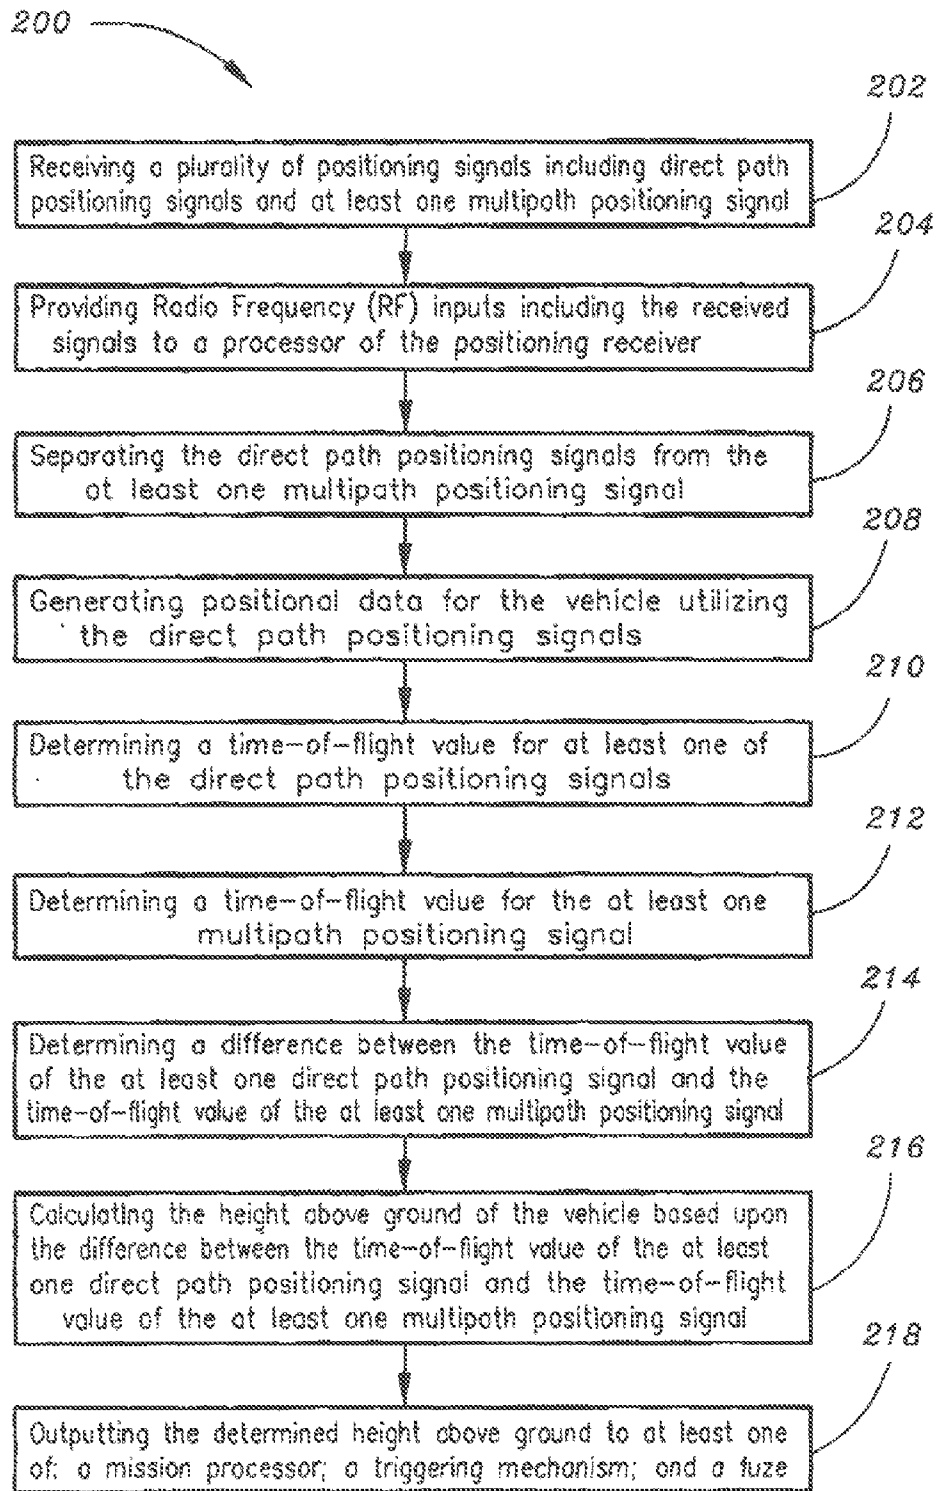 200
202
Receiving a plurality of positioning signals including direct path
positioning signals and at least one multipath positioning signal
204
Providing Radio Frequency (RF) inputs including the received
signals to a processor of the positioning receiver
206
Separating the direct path positioning signals from the
at least one multipath positioning signal
208
Generating positional data for the vehicle utilizing
the direct path positioning signals
210
Determining a time-of-flight value for at least one of
the direct path positioning signals
212
Determining a time-of-flight value for the at least one
multipath positioning signal
214
Determining a difference between the time-of-flight value
of the at least one direct path positioning signal and the
time-of-flight value of the at least one multipath positioning signal
216
Calculating the height above ground of the vehicle based upon
the difference between the time-of-flight value of the at least
one direct path positioning signal and the time-of-flight
value of the at least one multipath positioning signal
218
Outputting the determined height above ground to at least one
of: a mission processor; a triggering mechanism; and a fuze